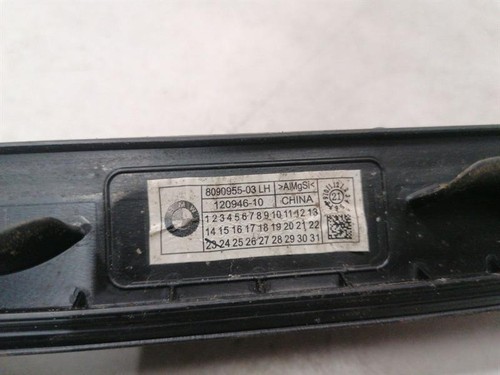 8090955-03 LH >AlMgSi<
120946-10 CHINA
1 2 3 4 5 6 7 8 9 10 11 12 13
14 15 16 17 18 19 20 21 22
23 24 25 26 27 28 29 30 31
21